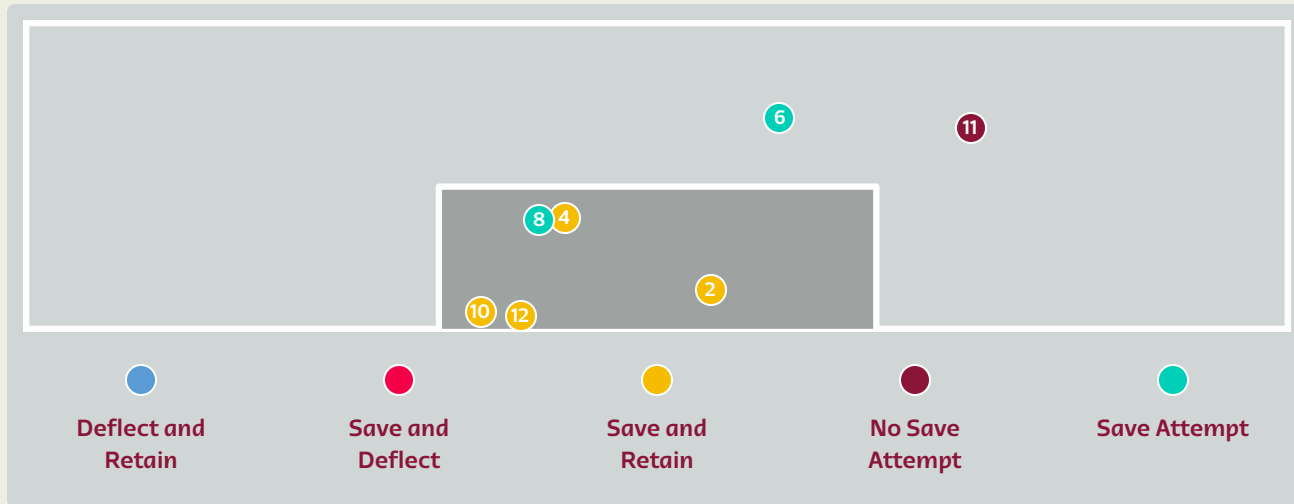 6
11
8
4
2
10
12
Deflect and
Retain
Save and
Deflect
Save and
Retain
No Save
Attempt
Save Attempt